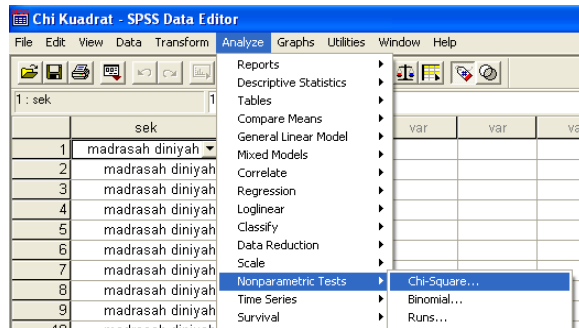 Chi Kuadrat - SPSS Data Editor
File Edit View Data Transform Analyze Graphs Utilities Window Help
1 : sek 1
Reports
Descriptive Statistics
Tables
Compare Means
General Linear Model
Mixed Models
Correlate
Regression
Loglinear
Classify
Data Reduction
Scale
Nonparametric Tests
Time Series
Survival
Chi-Square...
Binomial...
Runs...
sek var var va
1 madrasah diniyah
2 madrasah diniyah
3 madrasah diniyah
4 madrasah diniyah
5 madrasah diniyah
6 madrasah diniyah
7 madrasah diniyah
8 madrasah diniyah
9 madrasah diniyah